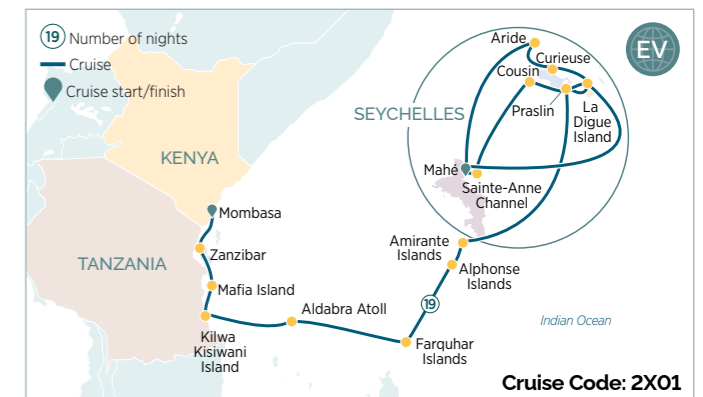 19 Number of nights
Cruise
Cruise start/finish
EV
Aride
Curieuse
Cousin
SEYCHELLES
Praslin
La
Digue
Island
KENYA
Mahé
Sainte-Anne
Channel
Mombasa
Amirante
Islands
Zanzibar
TANZANIA
Alphonse
Islands
Mafia Island
19
Aldabra Atoll
Indian Ocean
Kilwa
Kisiwani
Island
Farquhar
Islands
Cruise Code: 2X01